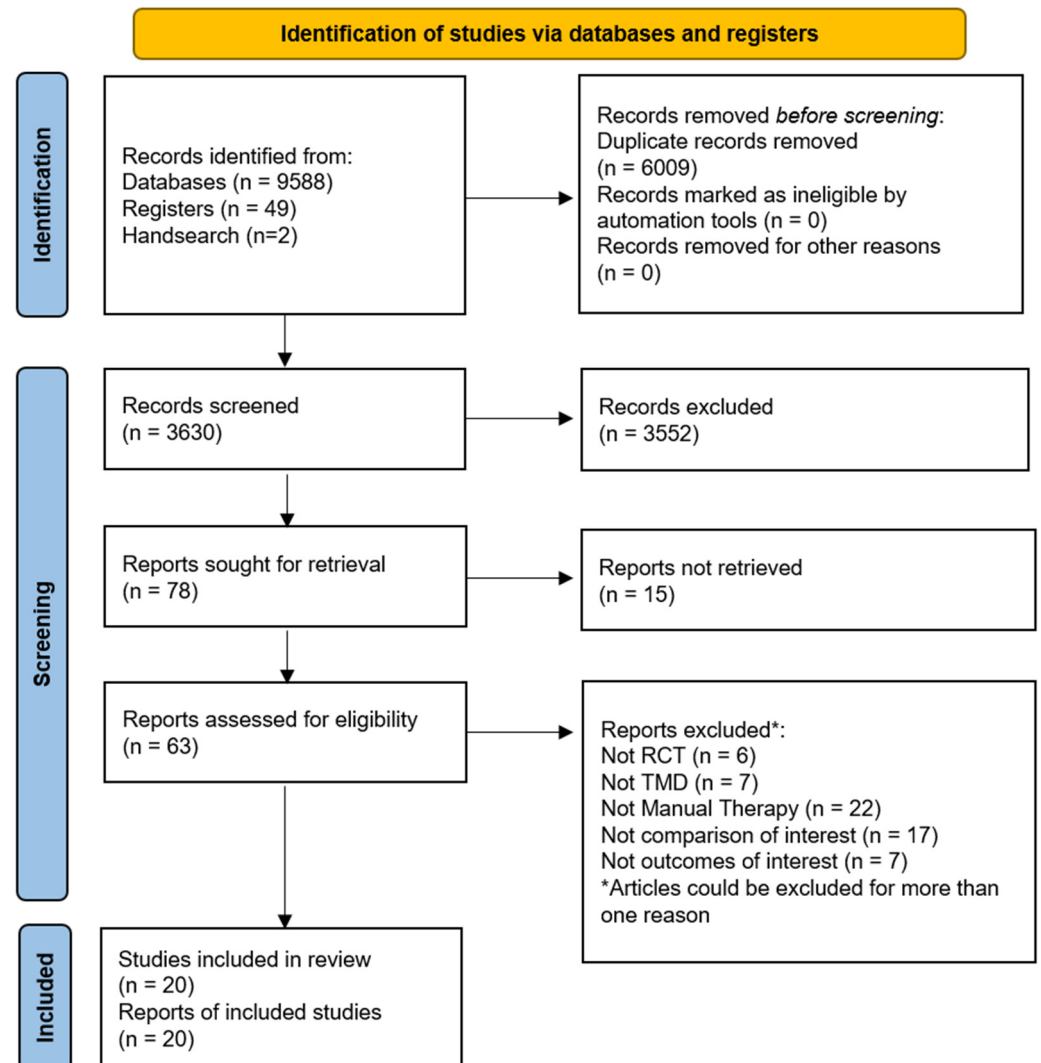 Identification of studies via databases and registers
Identification
Records identified from:
Databases (n = 9588)
Registers (n = 49)
Handsearch (n=2)
Records removed before screening:
Duplicate records removed
(n = 6009)
Records marked as ineligible by
automation tools (n = 0)
Records removed for other reasons
(n = 0)
Screening
Records screened
(n = 3630)
Records excluded
(n = 3552)
Reports sought for retrieval
(n = 78)
Reports not retrieved
(n = 15)
Reports assessed for eligibility
(n = 63)
Reports excluded*:
Not RCT (n = 6)
Not TMD (n = 7)
Not Manual Therapy (n = 22)
Not comparison of interest (n = 17)
Not outcomes of interest (n = 7)
*Articles could be excluded for more than
one reason
Included
Studies included in review
(n = 20)
Reports of included studies
(n = 20)